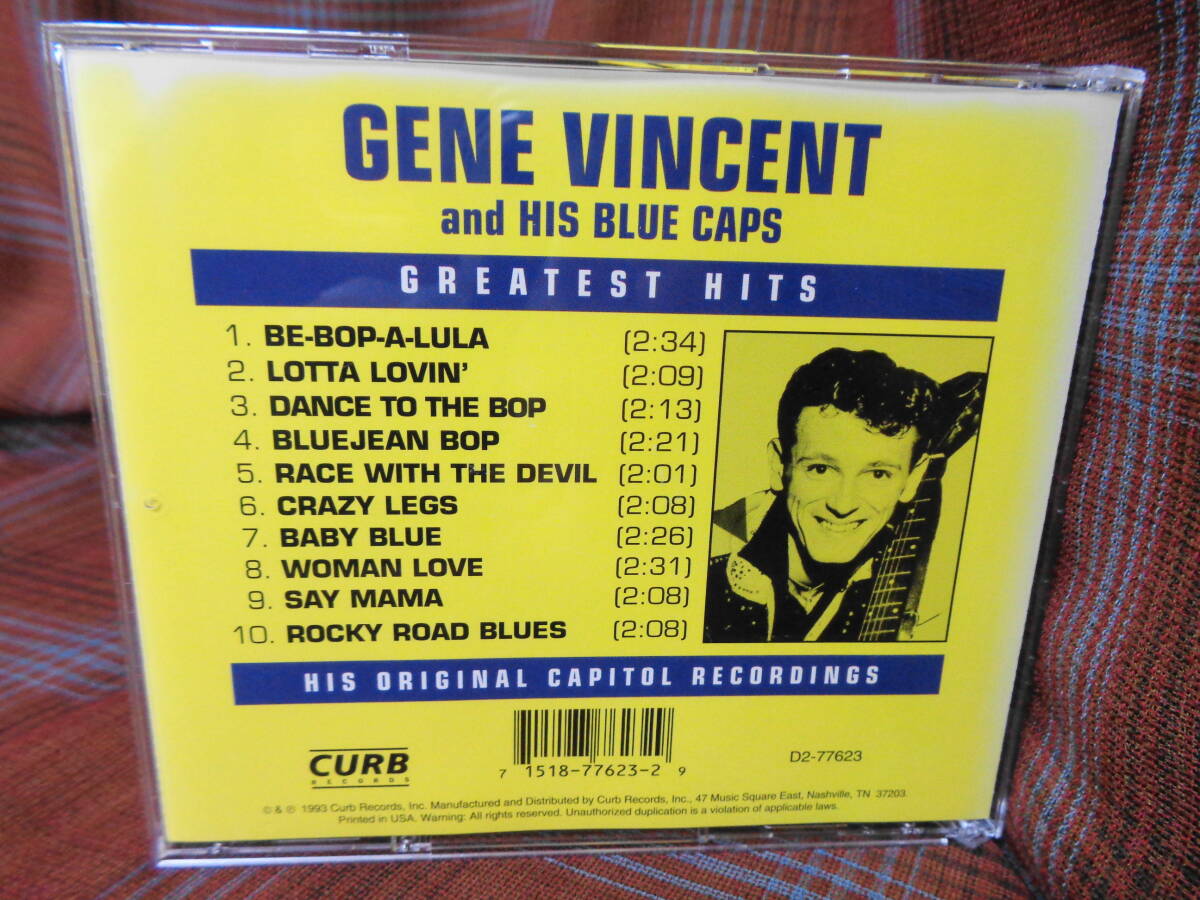 GENE VINCENT
and HIS BLUE CAPS
GREATEST HITS
1. BE-BOP-A-LULA (2:34)
2. LOTTA LOVIN' (2:09)
3. DANCE TO THE BOP (2:13)
4. BLUEJEAN BOP (2:21)
5. RACE WITH THE DEVIL (2:01)
6. CRAZY LEGS (2:08)
7. BABY BLUE (2:26)
8. WOMAN LOVE (2:31)
9. SAY MAMA (2:08)
10. ROCKY ROAD BLUES (2:08)
HIS ORIGINAL CAPITOL RECORDINGS
CURB
RECORDS
7 1518-77623-2 9
D2-77623
© & ℗ 1993 Curb Records, Inc. Manufactured and Distributed by Curb Records, Inc., 47 Music Square East, Nashville, TN 37203.
Printed in USA. Warning: All rights reserved. Unauthorized duplication is a violation of applicable laws.